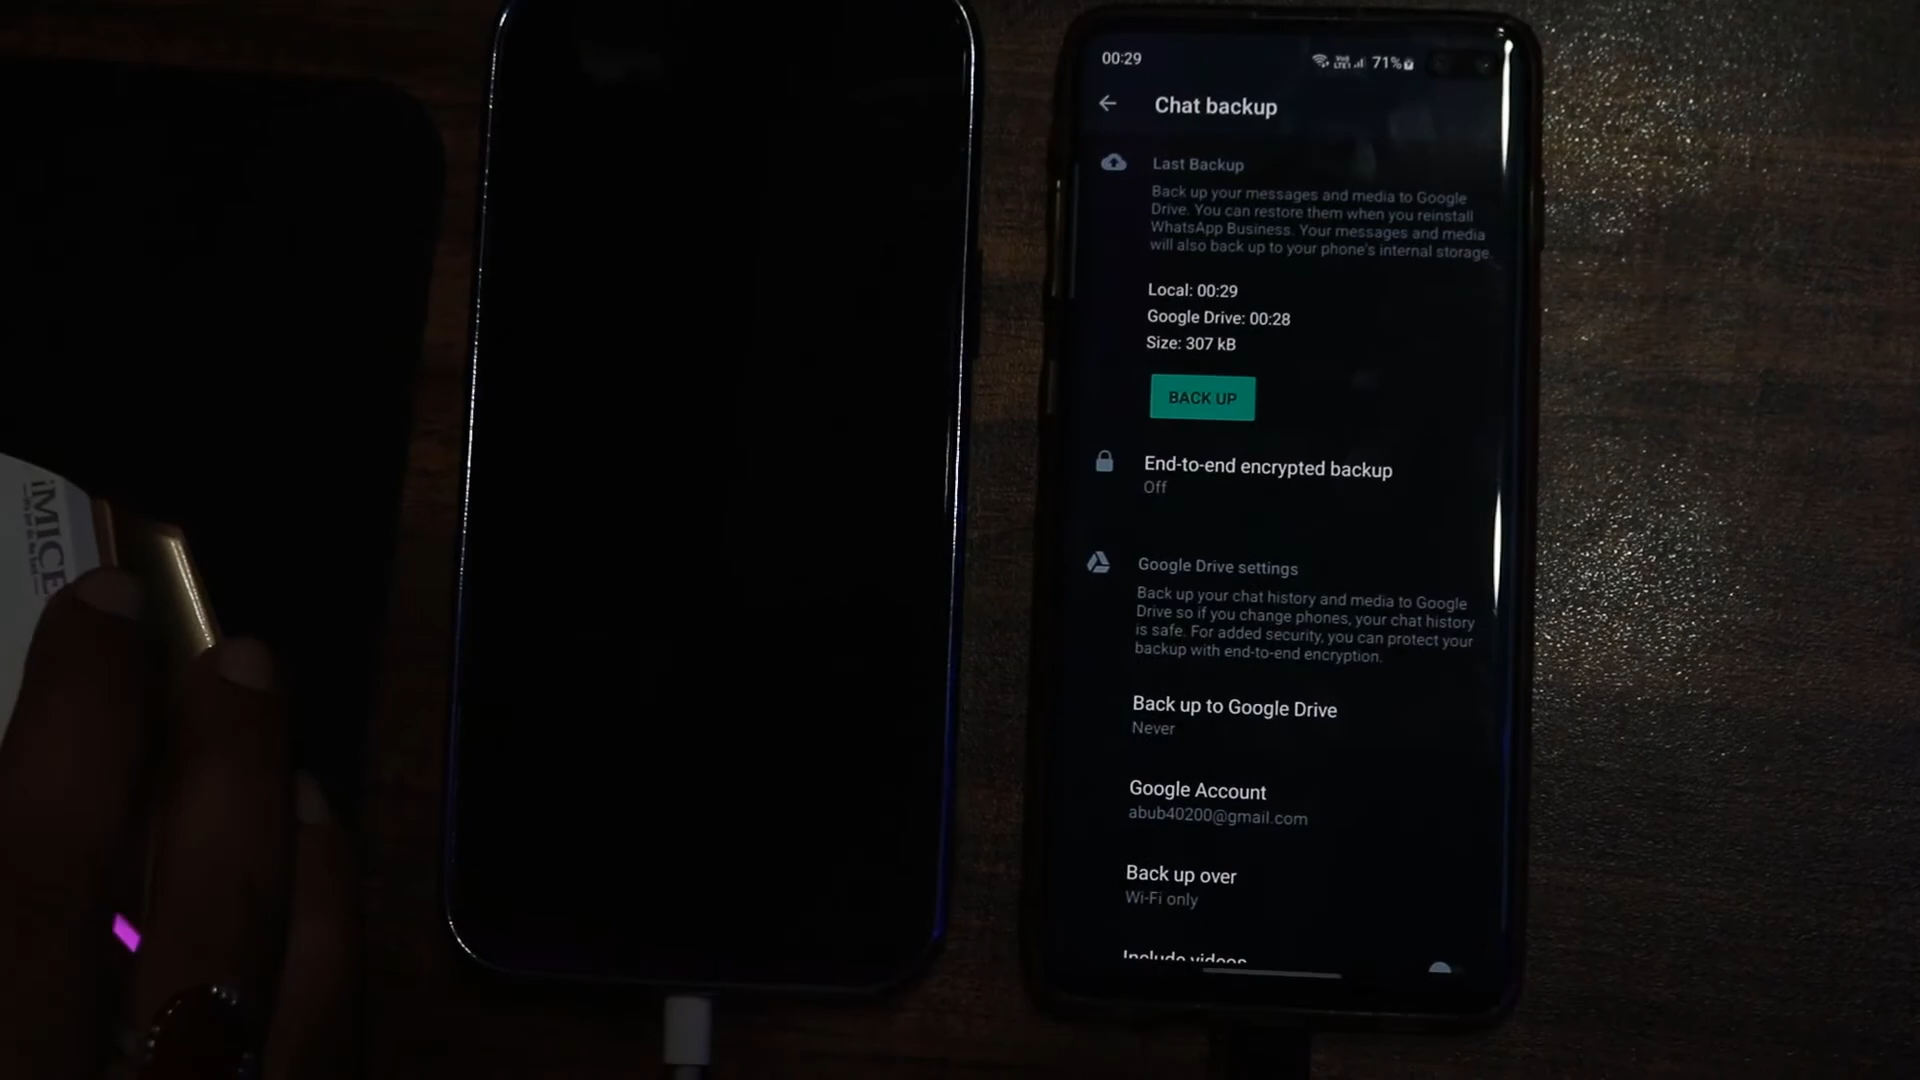 00:29
71%
Chat backup
Last Backup
Back up your messages and media to Google
Drive. You can restore them when you reinstall
WhatsApp Business. Your messages and media
will also back up to your phone's internal storage.
Local: 00:29
Google Drive: 00:28
Size: 307 kB
BACK UP
End-to-end encrypted backup
Off
Google Drive settings
Back up your chat history and media to Google
Drive so if you change phones, your chat history
is safe. For added security, you can protect your
backup with end-to-end encryption.
Back up to Google Drive
Never
Google Account
abub40200@gmail.com
Back up over
Wi-Fi only
Include videos
iMICE